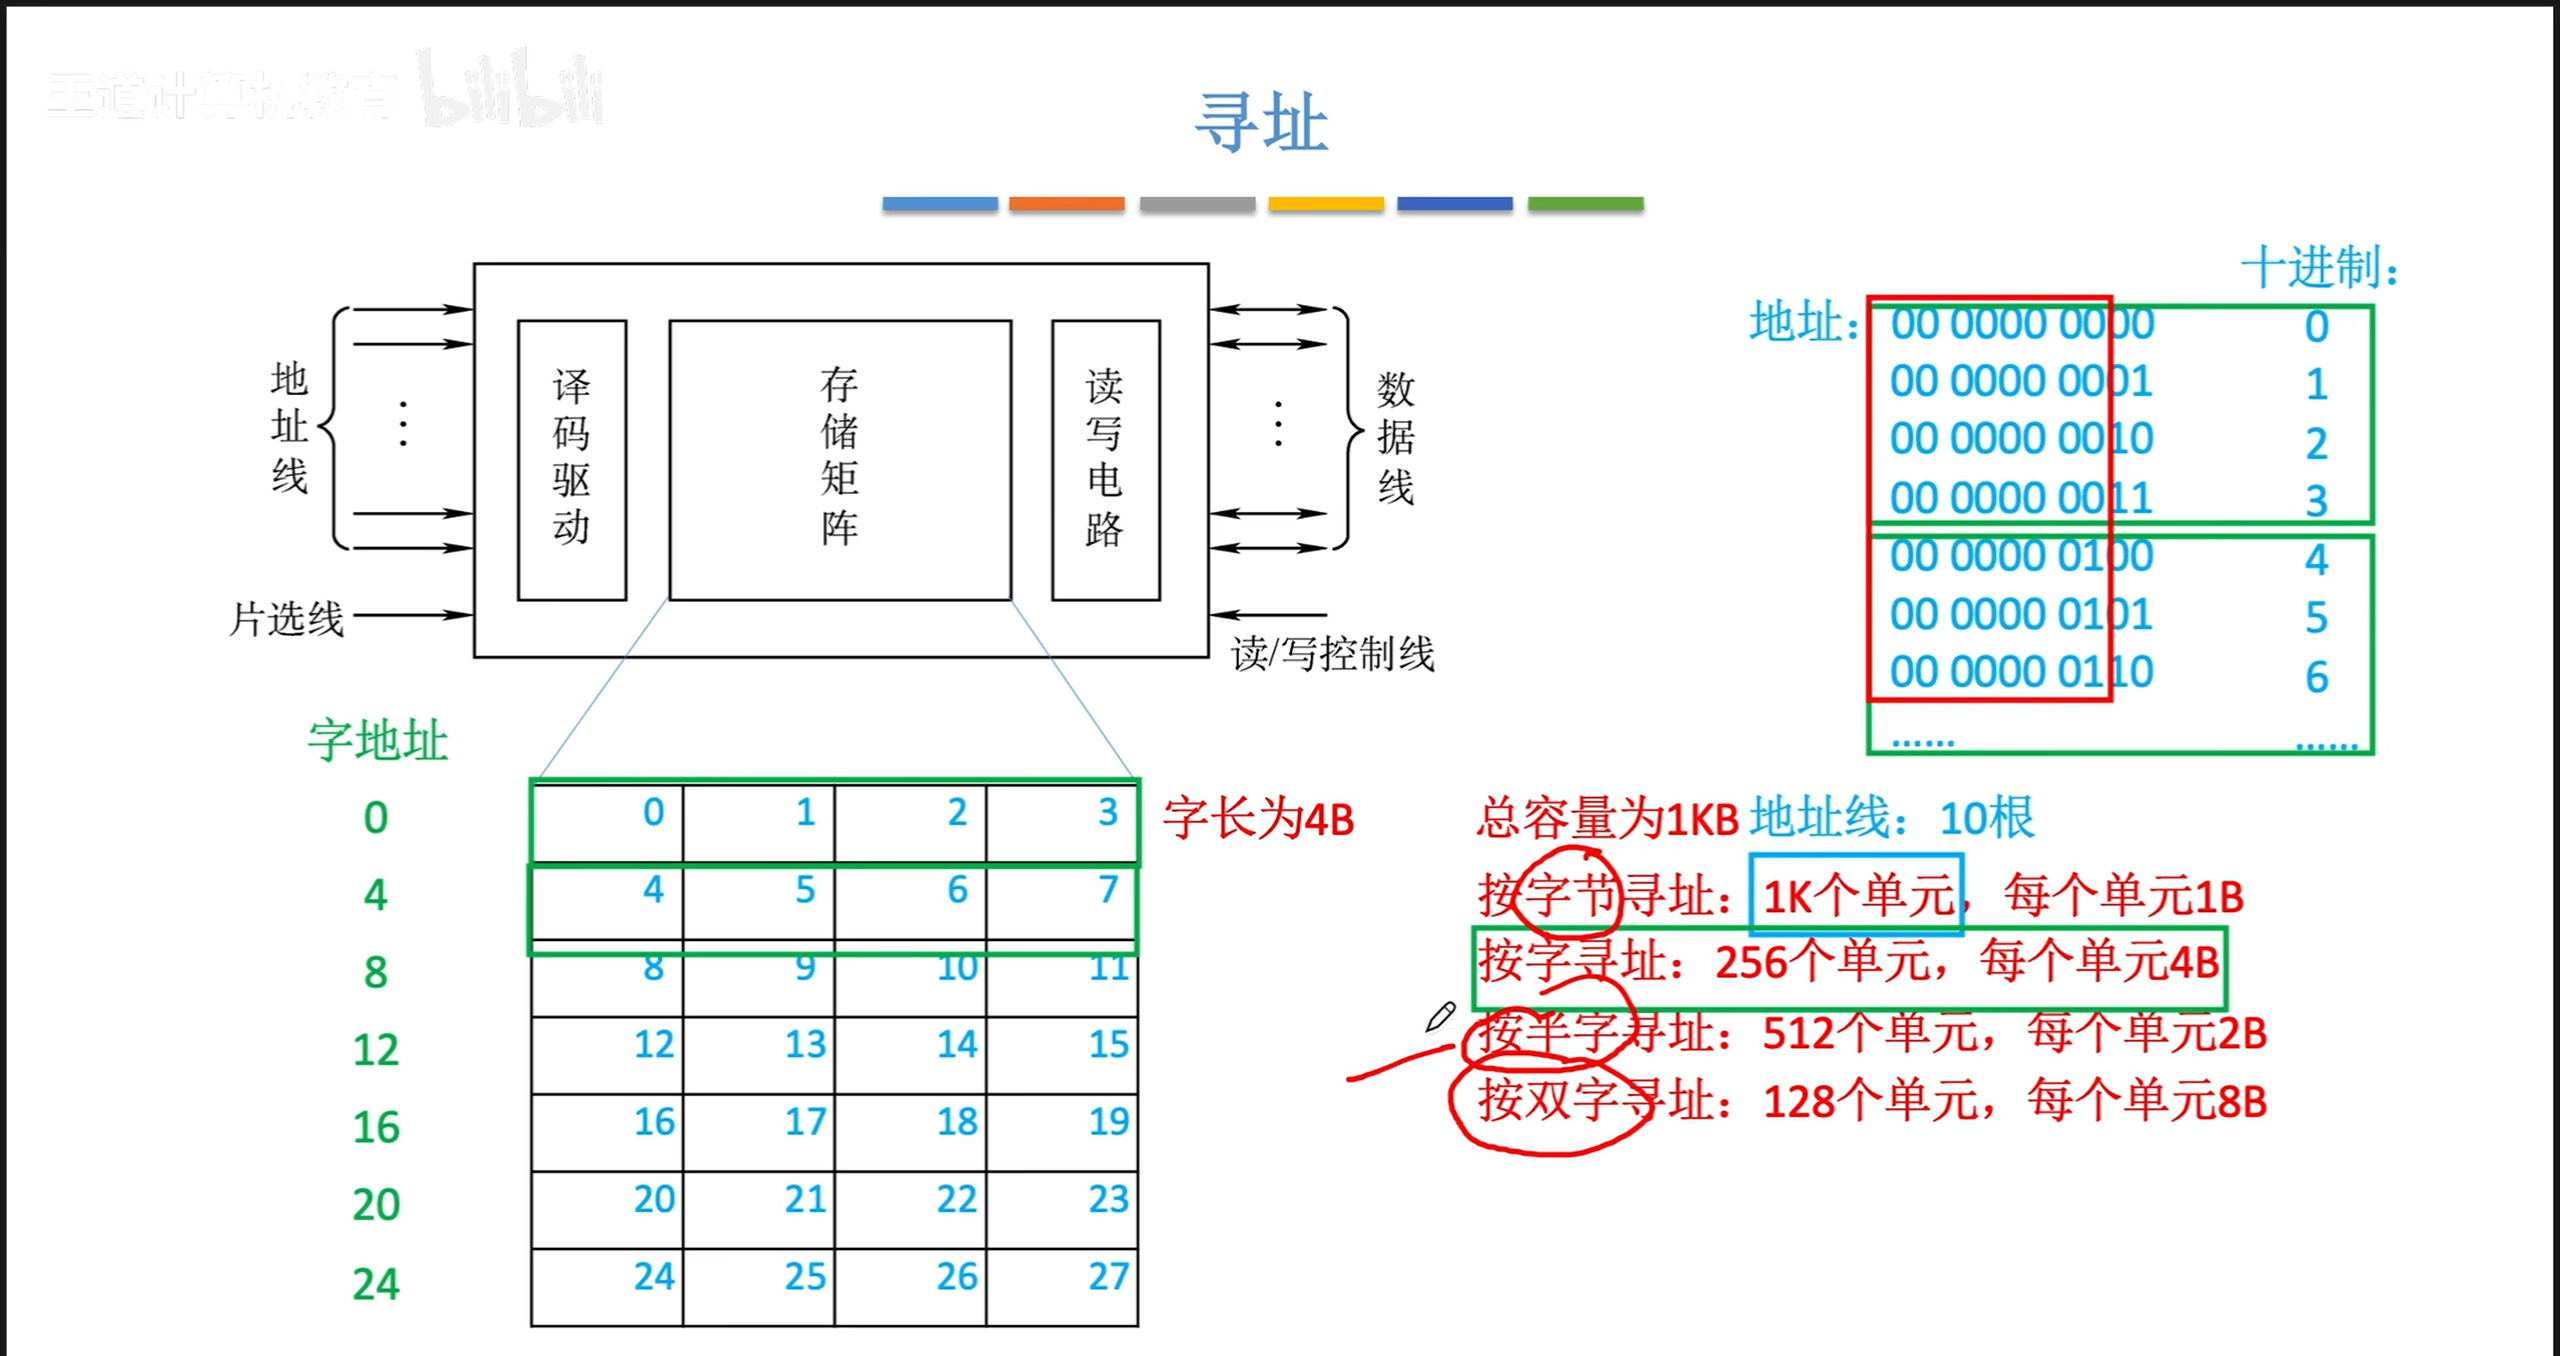 王道计算机教育 bilibili
寻址
十进制：
地址： 00 0000 0000 0
00 0000 0001 1
00 0000 0010 2
00 0000 0011 3
00 0000 0100 4
00 0000 0101 5
00 0000 0110 6
...... ......
地址线
译码驱动
存储矩阵
读写电路
数据线
片选线
读/写控制线
字地址
0 0 1 2 3 字长为4B
4 4 5 6 7
8 8 9 10 11
12 12 13 14 15
16 16 17 18 19
20 20 21 22 23
24 24 25 26 27
总容量为1KB 地址线：10根
按字节寻址：1K个单元，每个单元1B
按字寻址：256个单元，每个单元4B
按半字寻址：512个单元，每个单元2B
按双字寻址：128个单元，每个单元8B